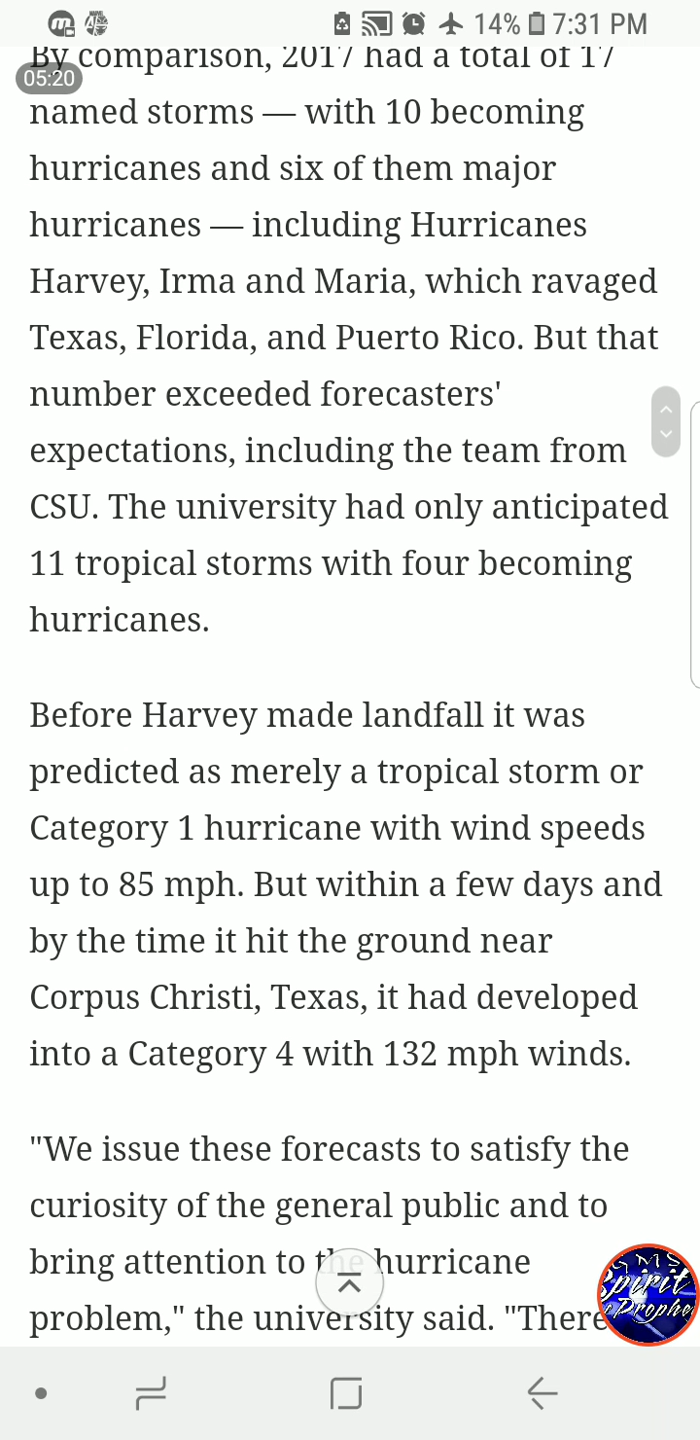 14% 7:31 PM
By comparison, 2017 had a total of 17
05:20
named storms — with 10 becoming
hurricanes and six of them major
hurricanes — including Hurricanes
Harvey, Irma and Maria, which ravaged
Texas, Florida, and Puerto Rico. But that
number exceeded forecasters'
expectations, including the team from
CSU. The university had only anticipated
11 tropical storms with four becoming
hurricanes.
Before Harvey made landfall it was
predicted as merely a tropical storm or
Category 1 hurricane with wind speeds
up to 85 mph. But within a few days and
by the time it hit the ground near
Corpus Christi, Texas, it had developed
into a Category 4 with 132 mph winds.
"We issue these forecasts to satisfy the
curiosity of the general public and to
bring attention to the hurricane
problem," the university said. "There
GMS
Spirit
Prophe